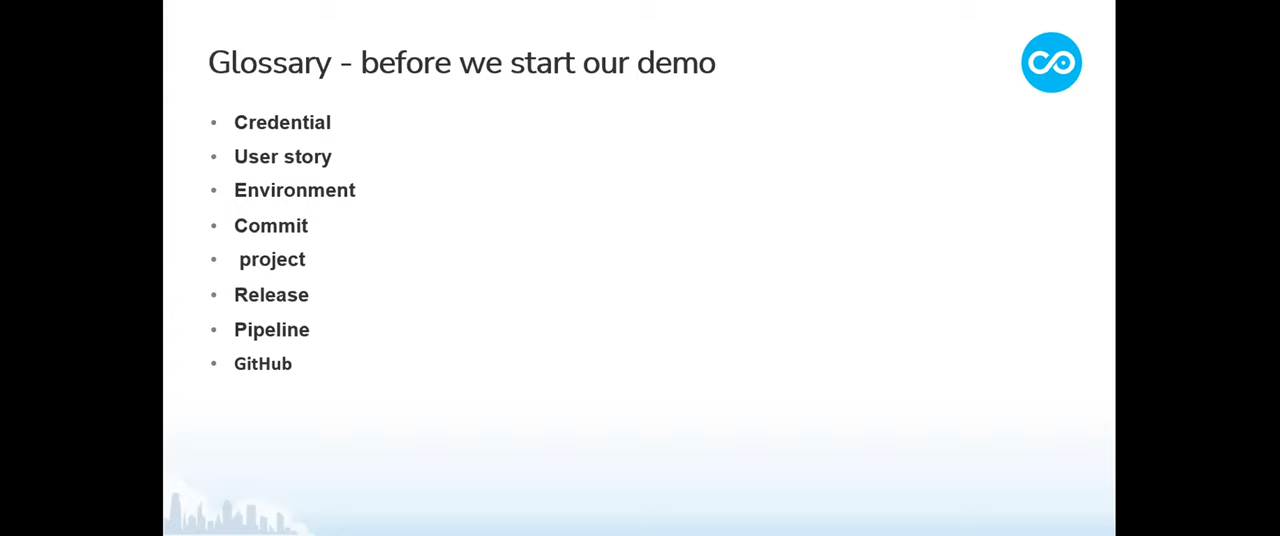 Glossary - before we start our demo
• Credential
• User story
• Environment
• Commit
• project
• Release
• Pipeline
• GitHub